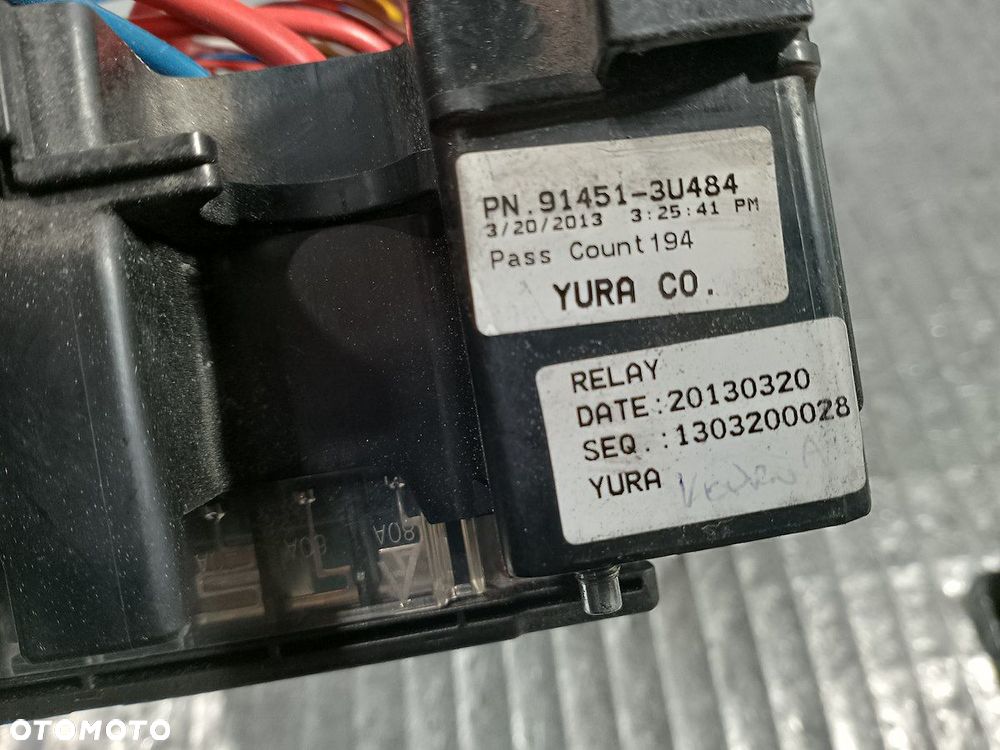 PN.91451-3U484
3/20/2013 3:25:41 PM
Pass Count194
YURA CO.
RELAY
DATE:20130320
SEQ.:1303200028
YURA
60A
80A
OTOMOTO